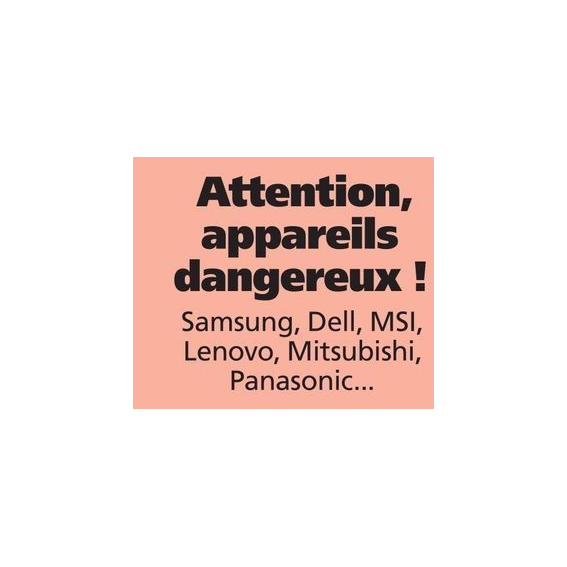 Attention,
appareils
dangereux !
Samsung, Dell, MSI,
Lenovo, Mitsubishi,
Panasonic...